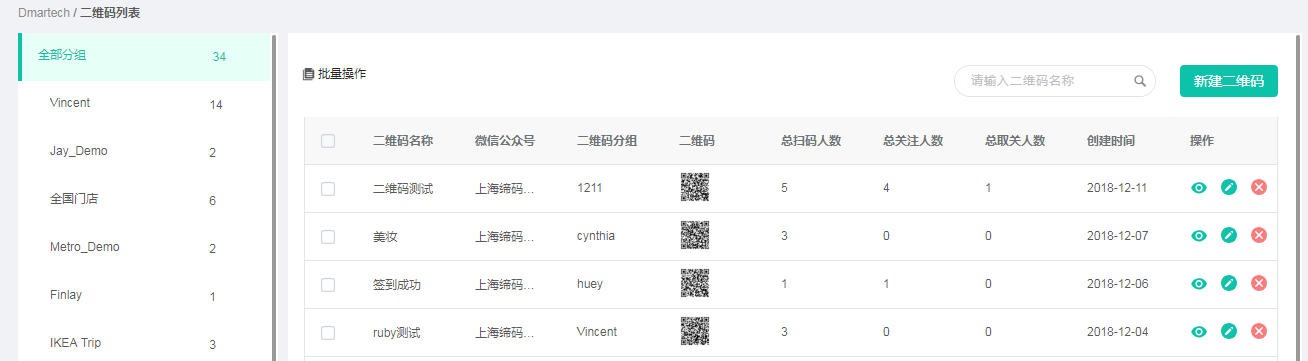 Dmartech / 二维码列表
全部分组 34
Vincent 14
Jay_Demo 2
全国门店 6
Metro_Demo 2
Finlay 1
IKEA Trip 3
批量操作
请输入二维码名称
新建二维码
二维码名称 微信公众号 二维码分组 二维码 总扫码人数 总关注人数 总取关人数 创建时间 操作
二维码测试 上海缔码... 1211 5 4 1 2018-12-11
美妆 上海缔码... cynthia 3 0 0 2018-12-07
签到成功 上海缔码... huey 1 1 0 2018-12-06
ruby测试 上海缔码... Vincent 3 0 0 2018-12-04